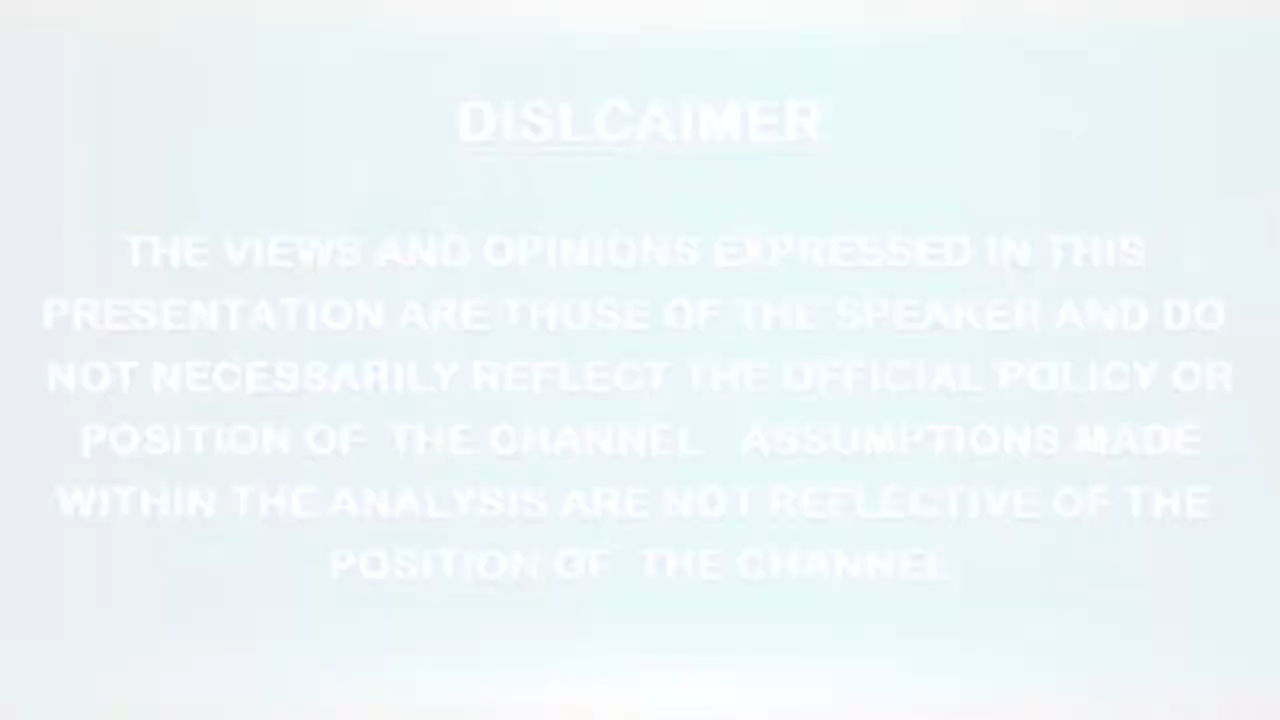 DISLCAIMER
THE VIEWS AND OPINIONS EXPRESSED IN THIS
PRESENTATION ARE THOSE OF THE SPEAKER AND DO
NOT NECESSARILY REFLECT THE OFFICIAL POLICY OR
POSITION OF THE CHANNEL ASSUMPTIONS MADE
WITHIN THE ANALYSIS ARE NOT REFLECTIVE OF THE
POSITION OF THE CHANNEL